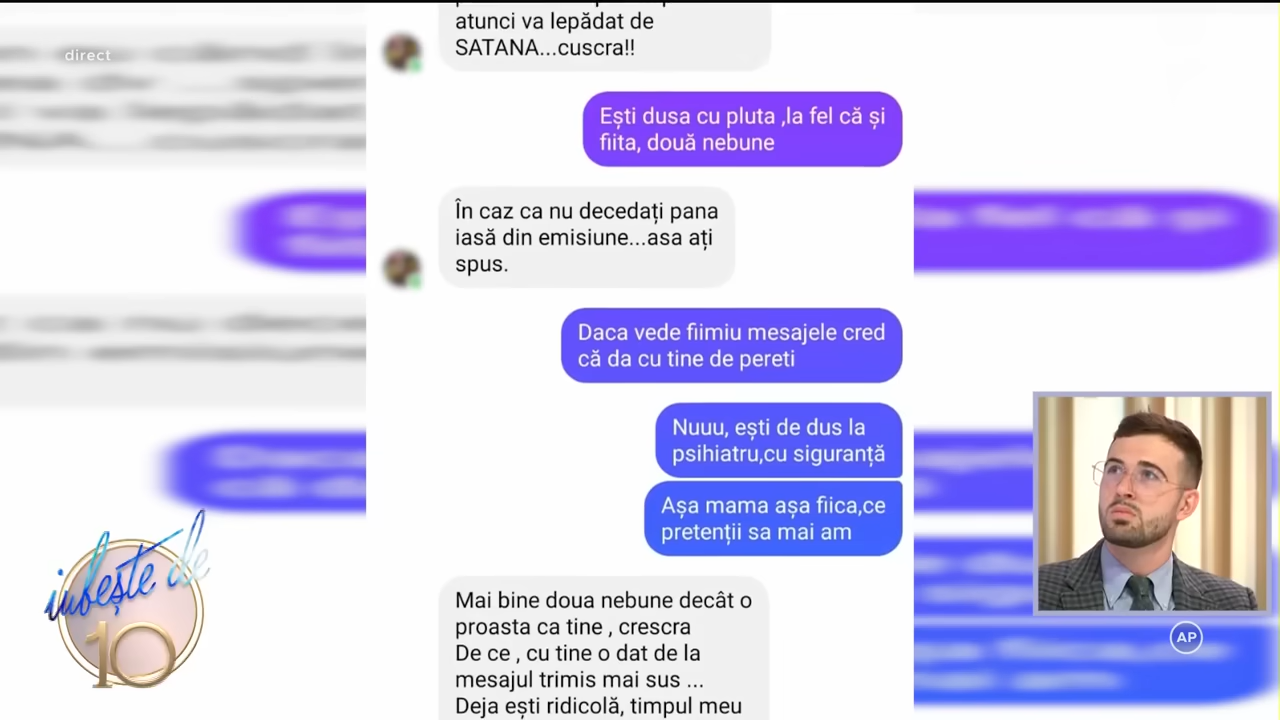 atunci va lepădat de
SATANA...cuscra!!
direct
Ești dusa cu pluta ,la fel că și
fiita, două nebune
În caz ca nu decedați pana
iasă din emisiune...asa ați
spus.
Daca vede fiimiu mesajele cred
că da cu tine de pereti
Nuuu, ești de dus la
psihiatru,cu siguranță
Așa mama așa fiica,ce
pretenții sa mai am
iubește de
10
Mai bine doua nebune decât o
proasta ca tine , crescra
De ce , cu tine o dat de la
mesajul trimis mai sus ...
Deja ești ridicolă, timpul meu
AP